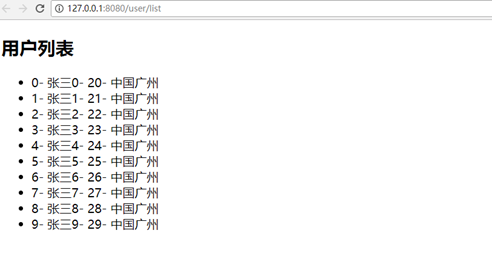 127.0.0.1:8080/user/list
用户列表
0- 张三0- 20- 中国广州
1- 张三1- 21- 中国广州
2- 张三2- 22- 中国广州
3- 张三3- 23- 中国广州
4- 张三4- 24- 中国广州
5- 张三5- 25- 中国广州
6- 张三6- 26- 中国广州
7- 张三7- 27- 中国广州
8- 张三8- 28- 中国广州
9- 张三9- 29- 中国广州